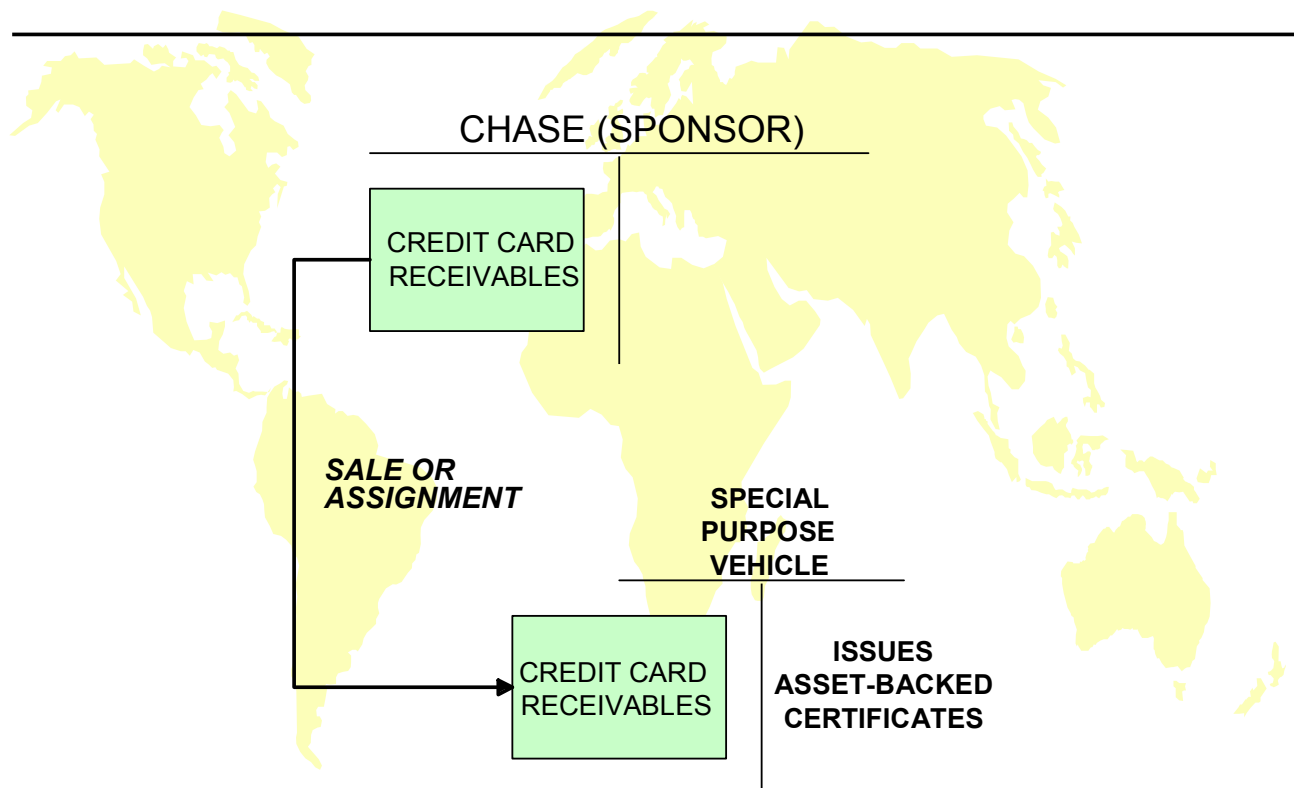 CHASE (SPONSOR)
CREDIT CARD
RECEIVABLES
SALE OR
ASSIGNMENT
SPECIAL
PURPOSE
VEHICLE
CREDIT CARD
RECEIVABLES
ISSUES
ASSET-BACKED
CERTIFICATES